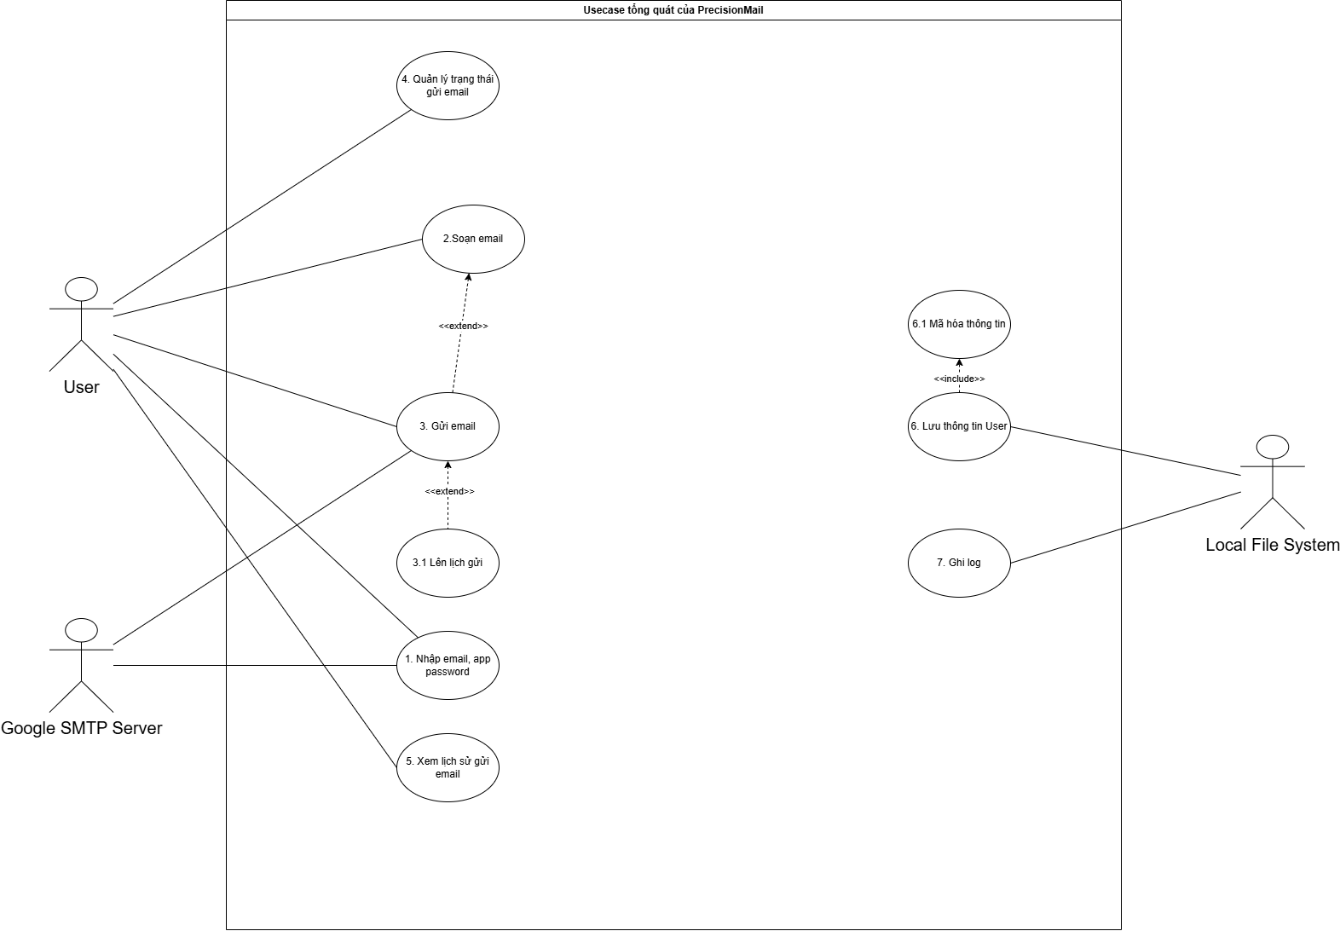 Usecase tổng quát của PrecisionMail
4. Quản lý trạng thái
gửi email
2.Soạn email
<<extend>>
User
3. Gửi email
<<extend>>
3.1 Lên lịch gửi
1. Nhập email, app
password
Google SMTP Server
5. Xem lịch sử gửi
email
6.1 Mã hóa thông tin
<<include>>
6. Lưu thông tin User
7. Ghi log
Local File System